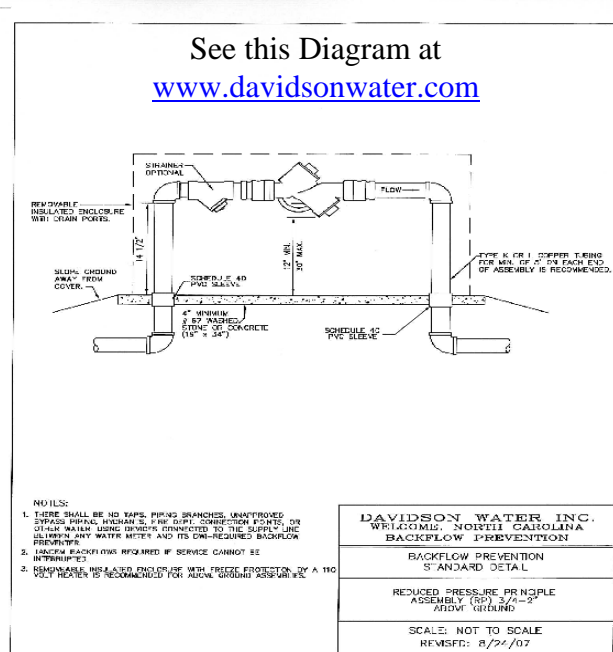 See this Diagram at
www.davidsonwater.com
STRAINER
OPTIONAL
FLOW
REMOVABLE
INSULATED ENCLOSURE
WITH DRAIN PORTS.
14 1/2"
12" MIN.
30" MAX.
TYPE K OR L COPPER TUBING
FOR MIN. OF 5' ON EACH END
OF ASSEMBLY IS RECOMMENDED.
SLOPE GROUND
AWAY FROM
COVER.
SCHEDULE 40
PVC SLEEVE
4" MINIMUM
# 67 WASHED
STONE OR CONCRETE
SCHEDULE 40
PVC SLEEVE
NOTES:
1. THERE SHALL BE NO TAPS, PIPING BRANCHES, UNAPPROVED
BYPASS PIPING, HYDRANTS, FIRE DEPT. CONNECTION POINTS, OR
OTHER WATER USING DEVICES CONNECTED TO THE SUPPLY LINE
BETWEEN ANY WATER METER AND ITS DWI-REQUIRED BACKFLOW
PREVENTER.
2. TANDEM BACKFLOWS REQUIRED IF SERVICE CANNOT BE
INTERRUPTED.
3. REMOVEABLE INSULATED ENCLOSURE WITH FREEZE PROTECTION BY A 110
VOLT HEATER IS RECOMMENDED FOR ABOVE GROUND ASSEMBLIES.
DAVIDSON WATER INC.
WELCOME, NORTH CAROLINA
BACKFLOW PREVENTION
BACKFLOW PREVENTION
STANDARD DETAIL
REDUCED PRESSURE PRINCIPLE
ASSEMBLY (RP) 3/4-2"
ABOVE GROUND
SCALE: NOT TO SCALE
REVISED: 8/24/07